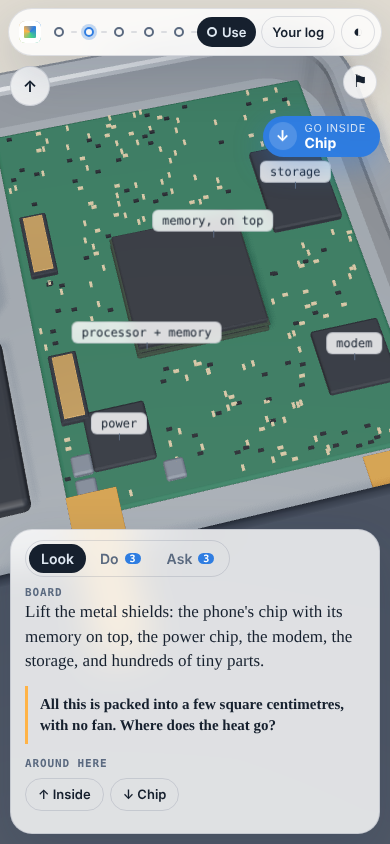 Use
Your log
GO INSIDE
Chip
storage
memory, on top
processor + memory
modem
power
Look
Do 3
Ask 3
BOARD
Lift the metal shields: the phone's chip with its
memory on top, the power chip, the modem, the
storage, and hundreds of tiny parts.
All this is packed into a few square centimetres,
with no fan. Where does the heat go?
AROUND HERE
↑ Inside
↓ Chip